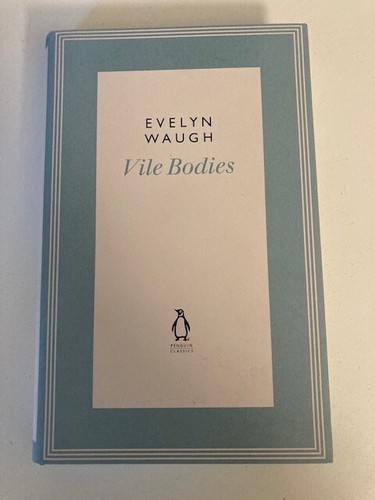 EVELYN
WAUGH
Vile Bodies
PENGUIN
CLASSICS